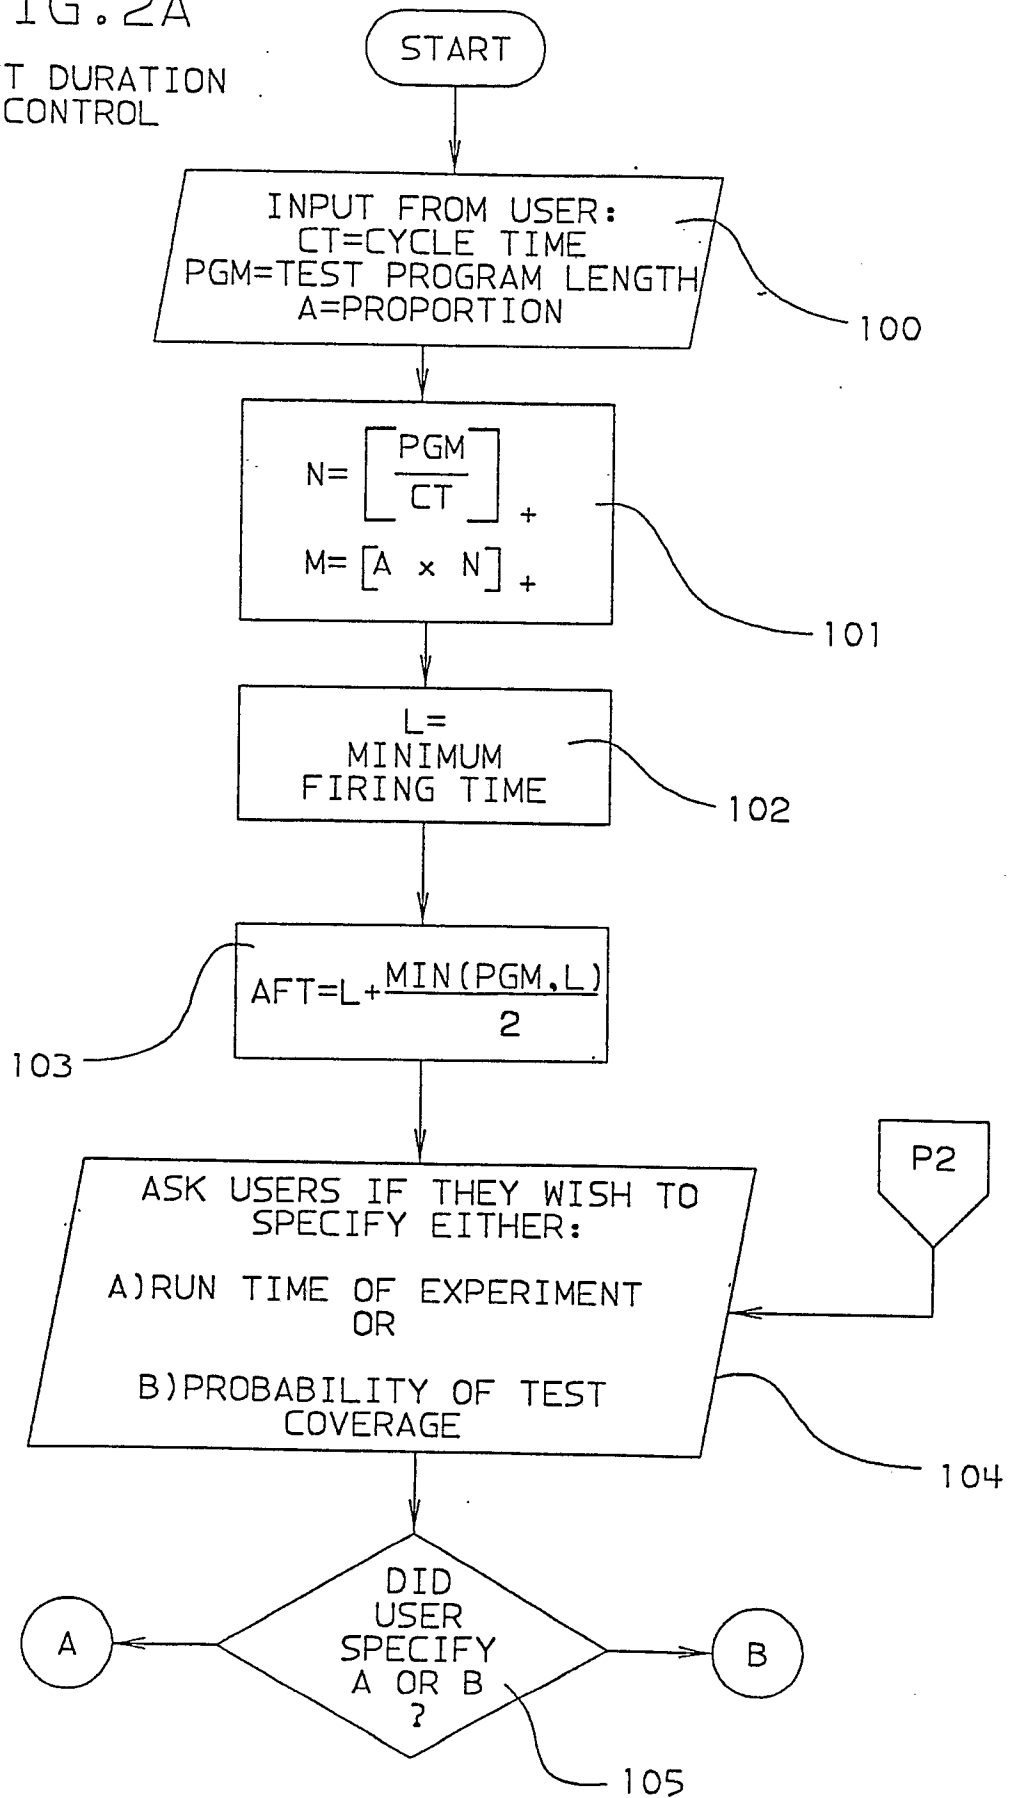 IG.2A
T DURATION
CONTROL
START
INPUT FROM USER:
CT=CYCLE TIME
PGM=TEST PROGRAM LENGTH
A=PROPORTION
100
N= [PGM / CT] +
M= [A × N] +
101
L=
MINIMUM
FIRING TIME
102
AFT=L+ MIN(PGM,L) / 2
103
P2
ASK USERS IF THEY WISH TO
SPECIFY EITHER:
A)RUN TIME OF EXPERIMENT
OR
B)PROBABILITY OF TEST
COVERAGE
104
DID
USER
SPECIFY
A OR B
?
A
B
105